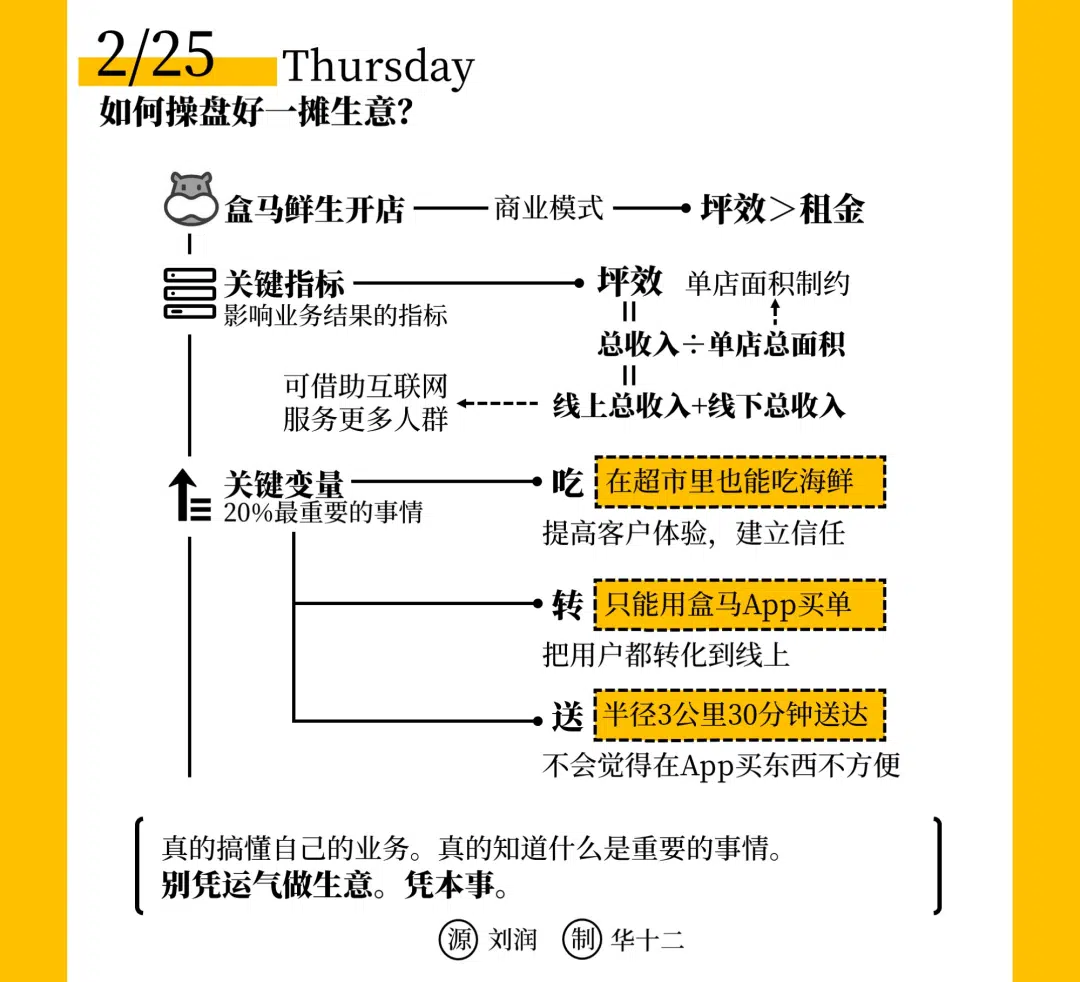 2/25 Thursday
如何操盘好一摊生意?
盒马鲜生开店 商业模式 坪效＞租金
关键指标 坪效 单店面积制约
影响业务结果的指标
总收入÷单店总面积
可借助互联网
服务更多人群
线上总收入+线下总收入
关键变量 吃 在超市里也能吃海鲜
20%最重要的事情
提高客户体验，建立信任
转 只能用盒马App买单
把用户都转化到线上
送 半径3公里30分钟送达
不会觉得在App买东西不方便
真的搞懂自己的业务。真的知道什么是重要的事情。
别凭运气做生意。凭本事。
源 刘润 制 华十二